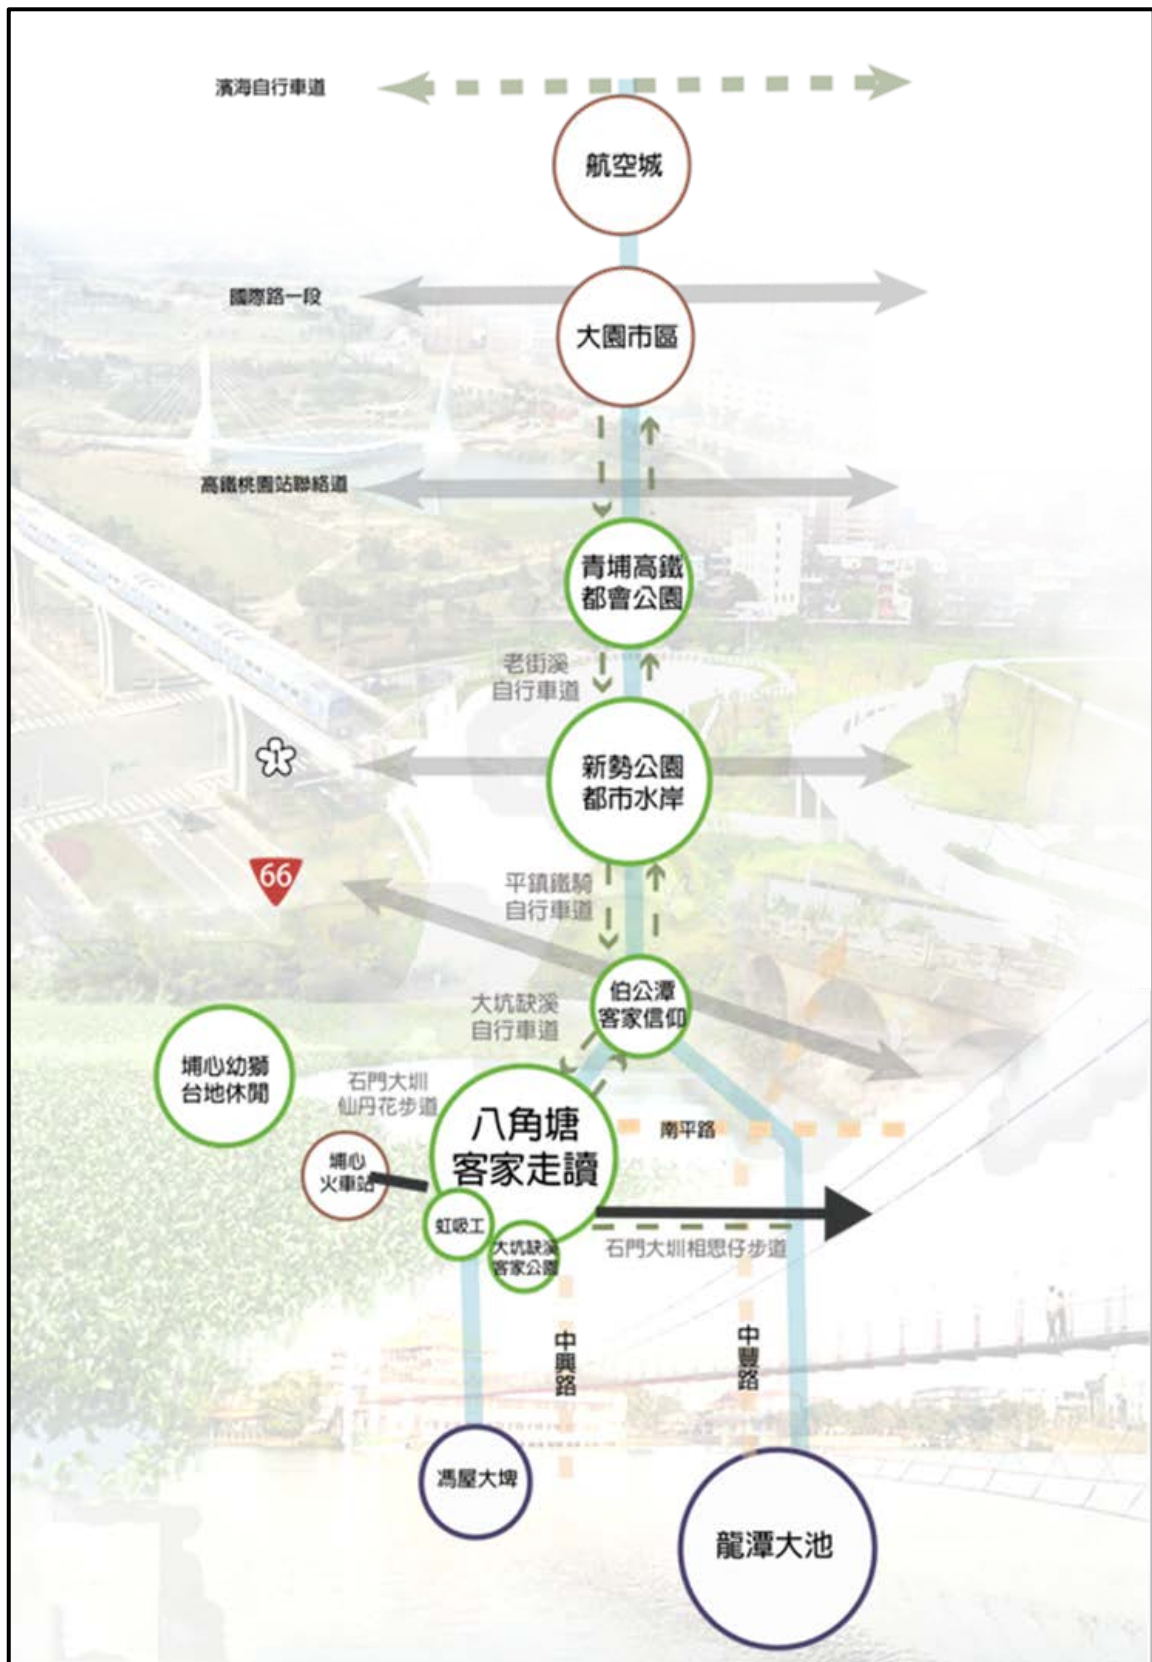 濱海自行車道
航空城
國際路一段
大園市區
高鐵桃園站聯絡道
青埔高鐵
都會公園
老街溪
自行車道
1
新勢公園
都市水岸
66
平鎮鐵騎
自行車道
伯公潭
客家信仰
大坑缺溪
自行車道
埔心幼獅
台地休閒
石門大圳
仙丹花步道
八角塘
客家走讀
南平路
埔心
火車站
虹吸工
大坑缺溪
客家公園
石門大圳相思仔步道
中興路
中豐路
馮屋大埤
龍潭大池